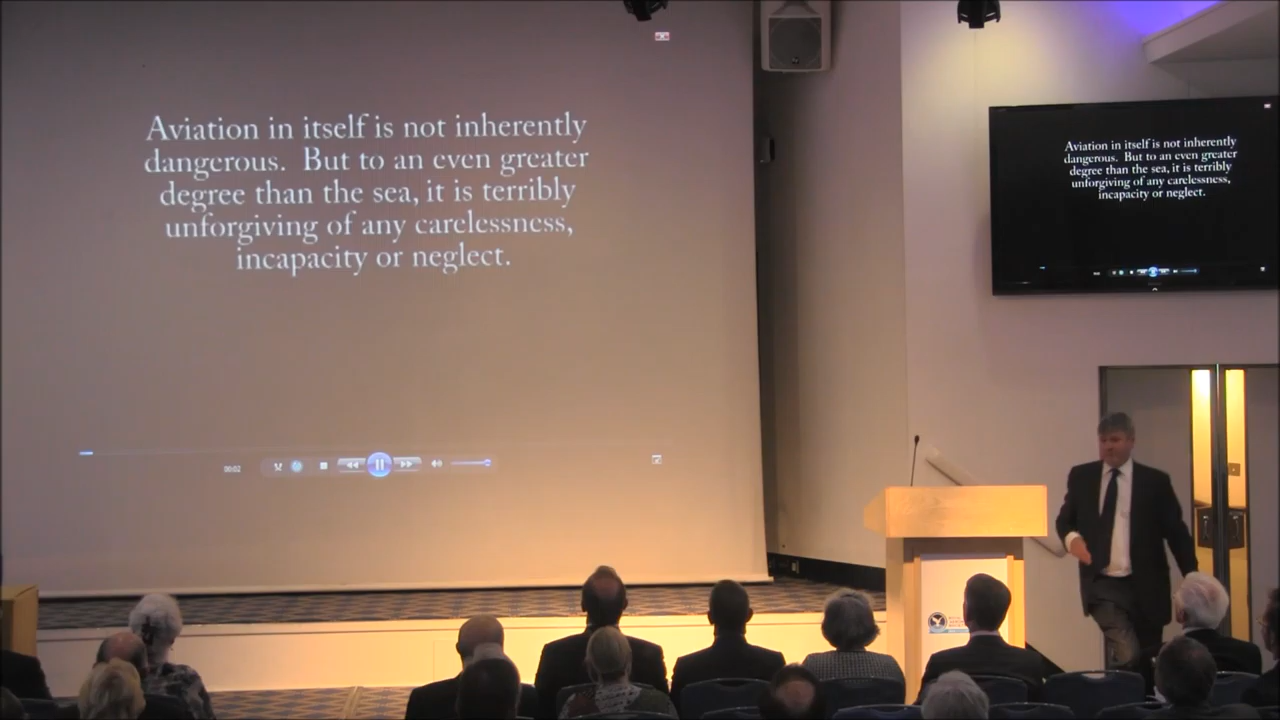 Aviation in itself is not inherently
dangerous. But to an even greater
degree than the sea, it is terribly
unforgiving of any carelessness,
incapacity or neglect.
00:02
Aviation in itself is not inherently
dangerous. But to an even greater
degree than the sea, it is terribly
unforgiving of any carelessness,
incapacity or neglect.